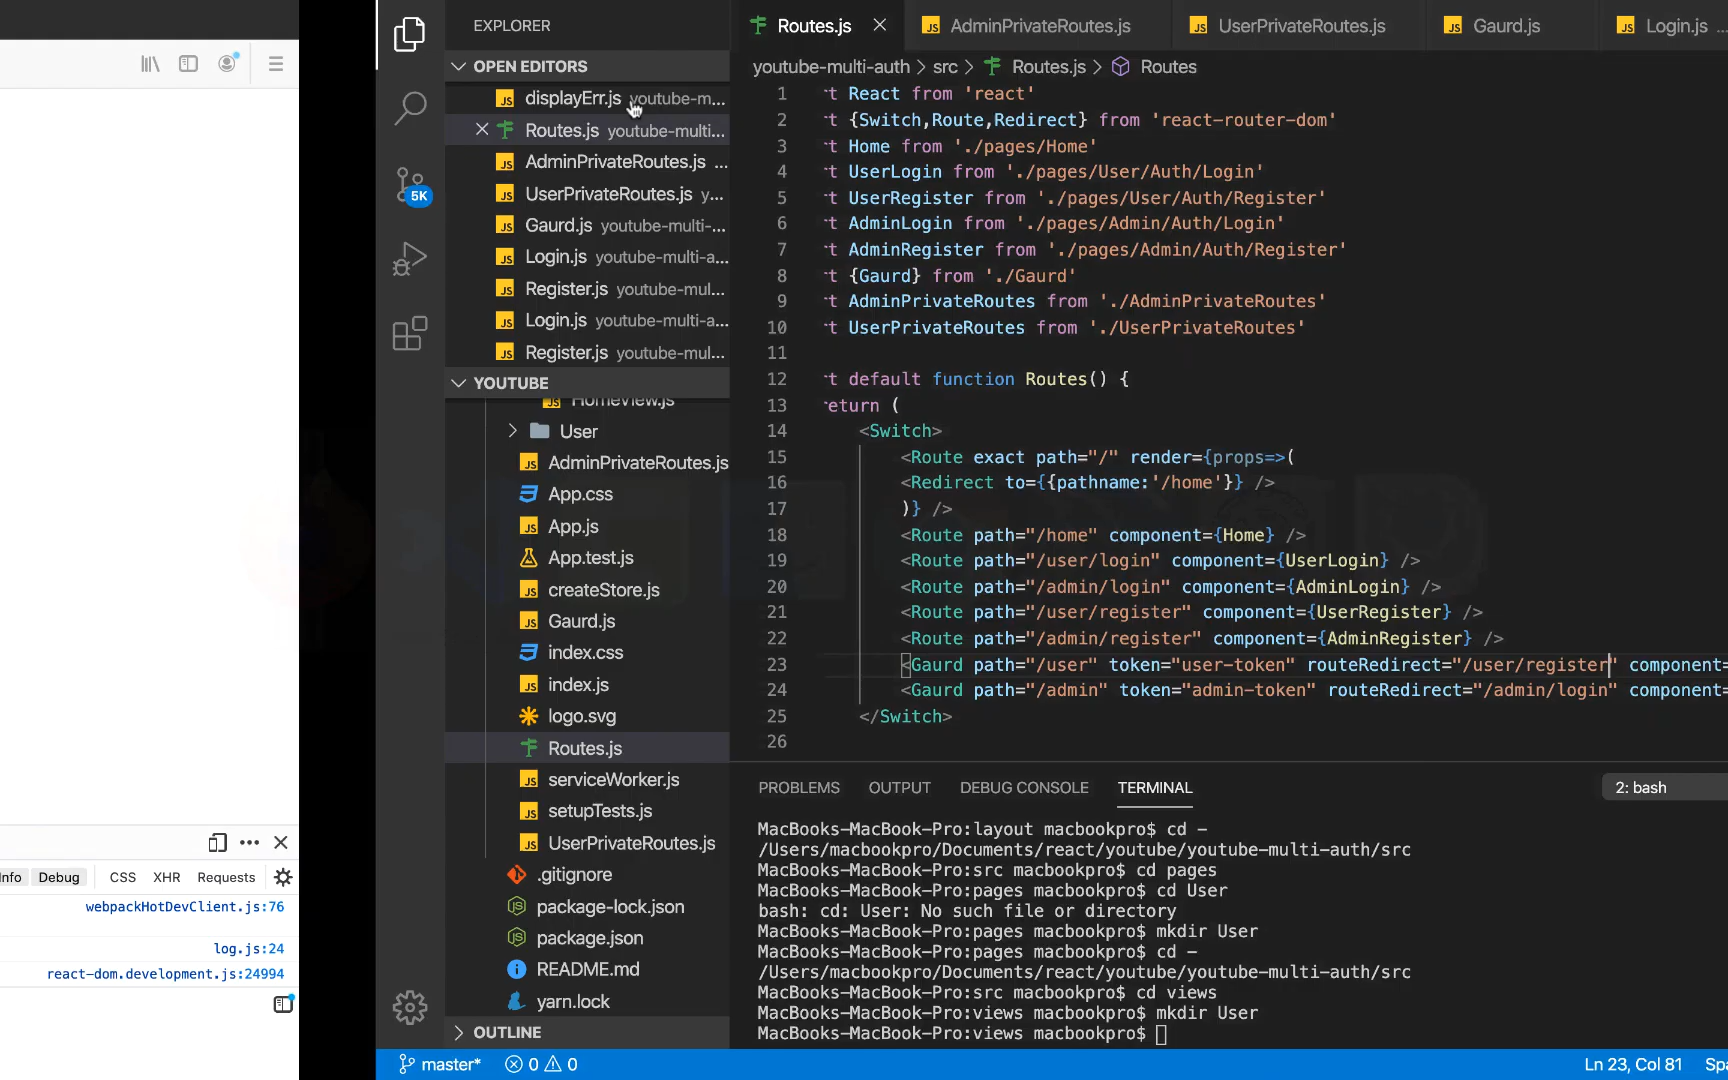 EXPLORER
OPEN EDITORS
displayErr.js youtube-m...
Routes.js youtube-multi...
AdminPrivateRoutes.js ...
UserPrivateRoutes.js y...
Gaurd.js youtube-multi-...
Login.js youtube-multi-a...
Register.js youtube-mul...
Login.js youtube-multi-a...
Register.js youtube-mul...
YOUTUBE
HomeView.js
User
AdminPrivateRoutes.js
App.css
App.js
App.test.js
createStore.js
Gaurd.js
index.css
index.js
logo.svg
Routes.js
serviceWorker.js
setupTests.js
UserPrivateRoutes.js
.gitignore
package-lock.json
package.json
README.md
yarn.lock
OUTLINE
5K
Routes.js
AdminPrivateRoutes.js
UserPrivateRoutes.js
Gaurd.js
Login.js ...
youtube-multi-auth > src > Routes.js > Routes
1 t React from 'react'
2 t {Switch,Route,Redirect} from 'react-router-dom'
3 t Home from './pages/Home'
4 t UserLogin from './pages/User/Auth/Login'
5 t UserRegister from './pages/User/Auth/Register'
6 t AdminLogin from './pages/Admin/Auth/Login'
7 t AdminRegister from './pages/Admin/Auth/Register'
8 t {Gaurd} from './Gaurd'
9 t AdminPrivateRoutes from './AdminPrivateRoutes'
10 t UserPrivateRoutes from './UserPrivateRoutes'
11
12 t default function Routes() {
13 return (
14 <Switch>
15 <Route exact path="/" render={props=>(
16 <Redirect to={{pathname:'/home'}} />
17 )} />
18 <Route path="/home" component={Home} />
19 <Route path="/user/login" component={UserLogin} />
20 <Route path="/admin/login" component={AdminLogin} />
21 <Route path="/user/register" component={UserRegister} />
22 <Route path="/admin/register" component={AdminRegister} />
23 <Gaurd path="/user" token="user-token" routeRedirect="/user/register" component=
24 <Gaurd path="/admin" token="admin-token" routeRedirect="/admin/login" component=
25 </Switch>
26
PROBLEMS OUTPUT DEBUG CONSOLE TERMINAL
2: bash
MacBooks-MacBook-Pro:layout macbookpro$ cd -
/Users/macbookpro/Documents/react/youtube/youtube-multi-auth/src
MacBooks-MacBook-Pro:src macbookpro$ cd pages
MacBooks-MacBook-Pro:pages macbookpro$ cd User
bash: cd: User: No such file or directory
MacBooks-MacBook-Pro:pages macbookpro$ mkdir User
MacBooks-MacBook-Pro:pages macbookpro$ cd -
/Users/macbookpro/Documents/react/youtube/youtube-multi-auth/src
MacBooks-MacBook-Pro:src macbookpro$ cd views
MacBooks-MacBook-Pro:views macbookpro$ mkdir User
MacBooks-MacBook-Pro:views macbookpro$
nfo Debug CSS XHR Requests
webpackHotDevClient.js:76
log.js:24
react-dom.development.js:24994
master* 0 0
Ln 23, Col 81 Spa